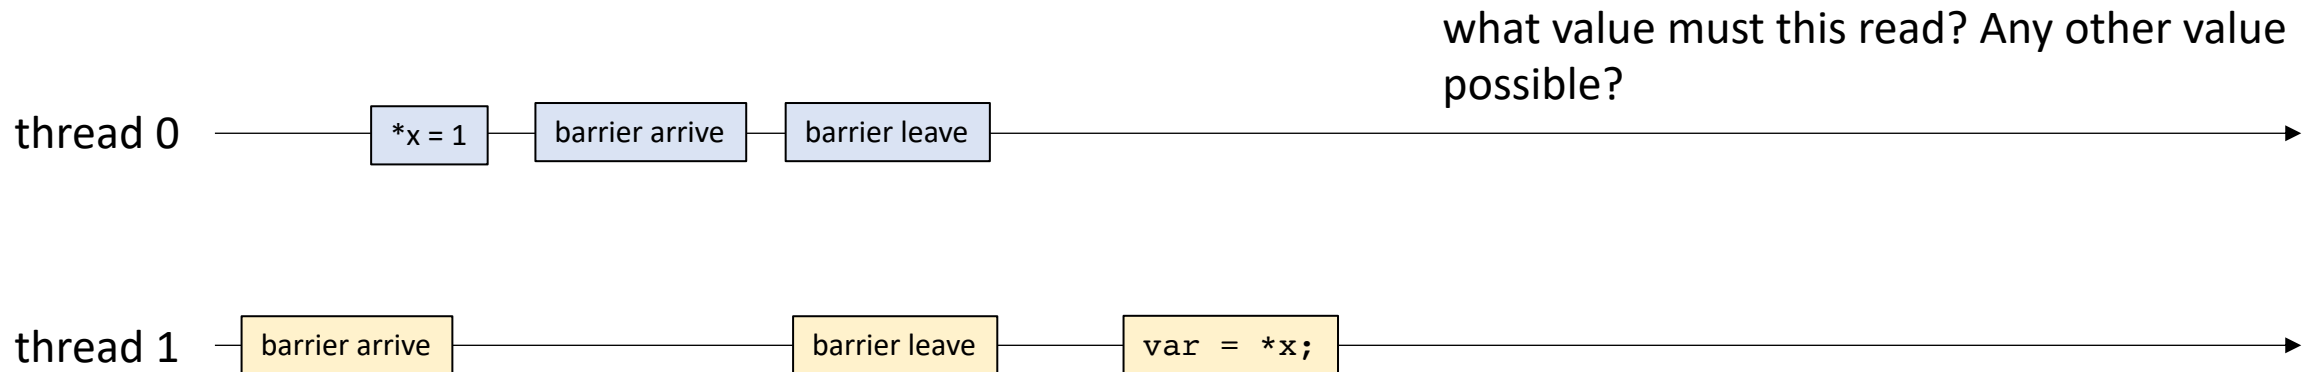 what value must this read? Any other value
possible?
thread 0
*x = 1
barrier arrive
barrier leave
thread 1
barrier arrive
barrier leave
var = *x;